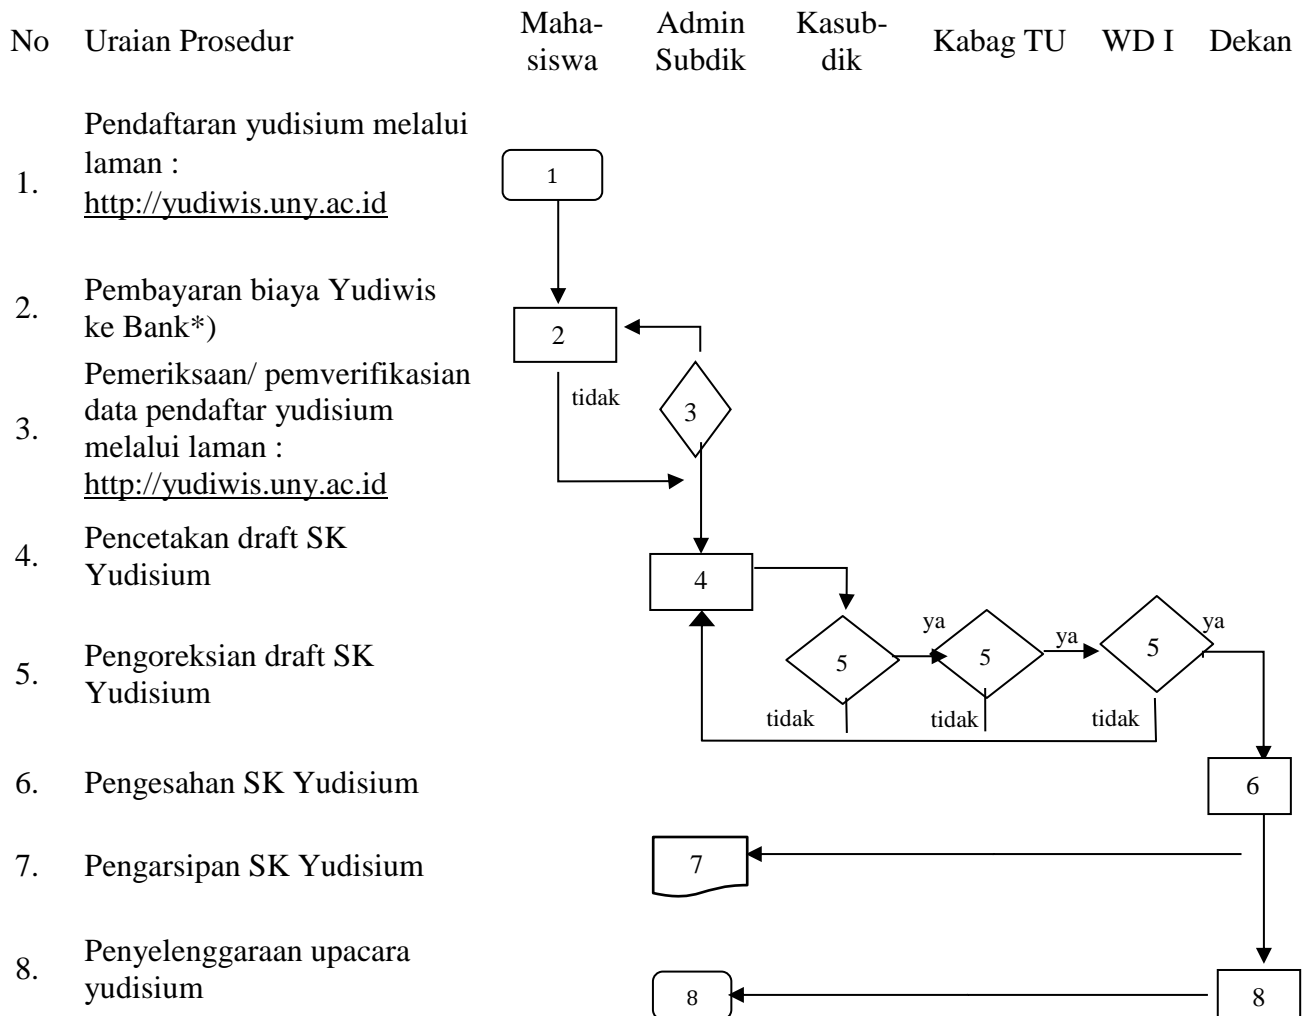 No Uraian Prosedur Maha-siswa Admin Subdik Kasub-dik Kabag TU WD I Dekan
1.
Pendaftaran yudisium melalui
laman :
http://yudiwis.uny.ac.id
1
2.
Pembayaran biaya Yudiwis
ke Bank*)
2
3.
Pemeriksaan/ pemverifikasian
data pendaftar yudisium
melalui laman :
http://yudiwis.uny.ac.id
tidak
3
4.
Pencetakan draft SK
Yudisium
4
5.
Pengoreksian draft SK
Yudisium
5
ya
5
ya
5
ya
tidak
tidak
tidak
6.
Pengesahan SK Yudisium
6
7.
Pengarsipan SK Yudisium
7
8.
Penyelenggaraan upacara
yudisium
8
8